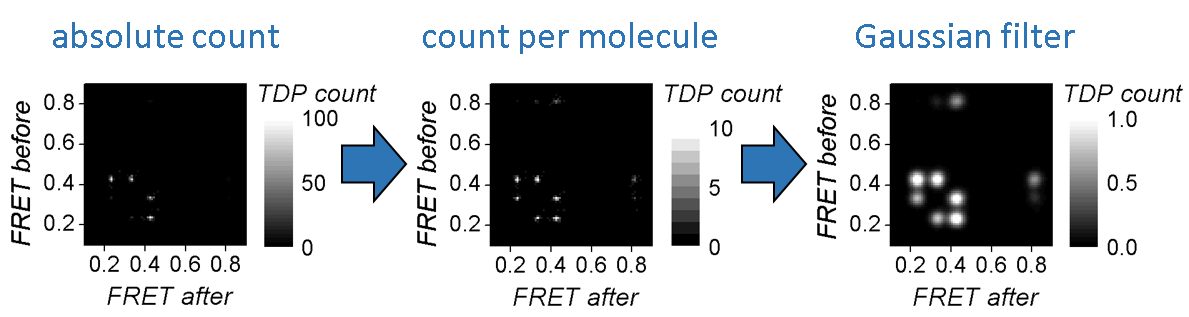 absolute count
count per molecule
Gaussian filter
TDP count
100
50
0
FRET before
0.8
0.6
0.4
0.2
0.2 0.4 0.6 0.8
FRET after
TDP count
10
5
0
FRET before
0.8
0.6
0.4
0.2
0.2 0.4 0.6 0.8
FRET after
TDP count
1.0
0.5
0.0
FRET before
0.8
0.6
0.4
0.2
0.2 0.4 0.6 0.8
FRET after